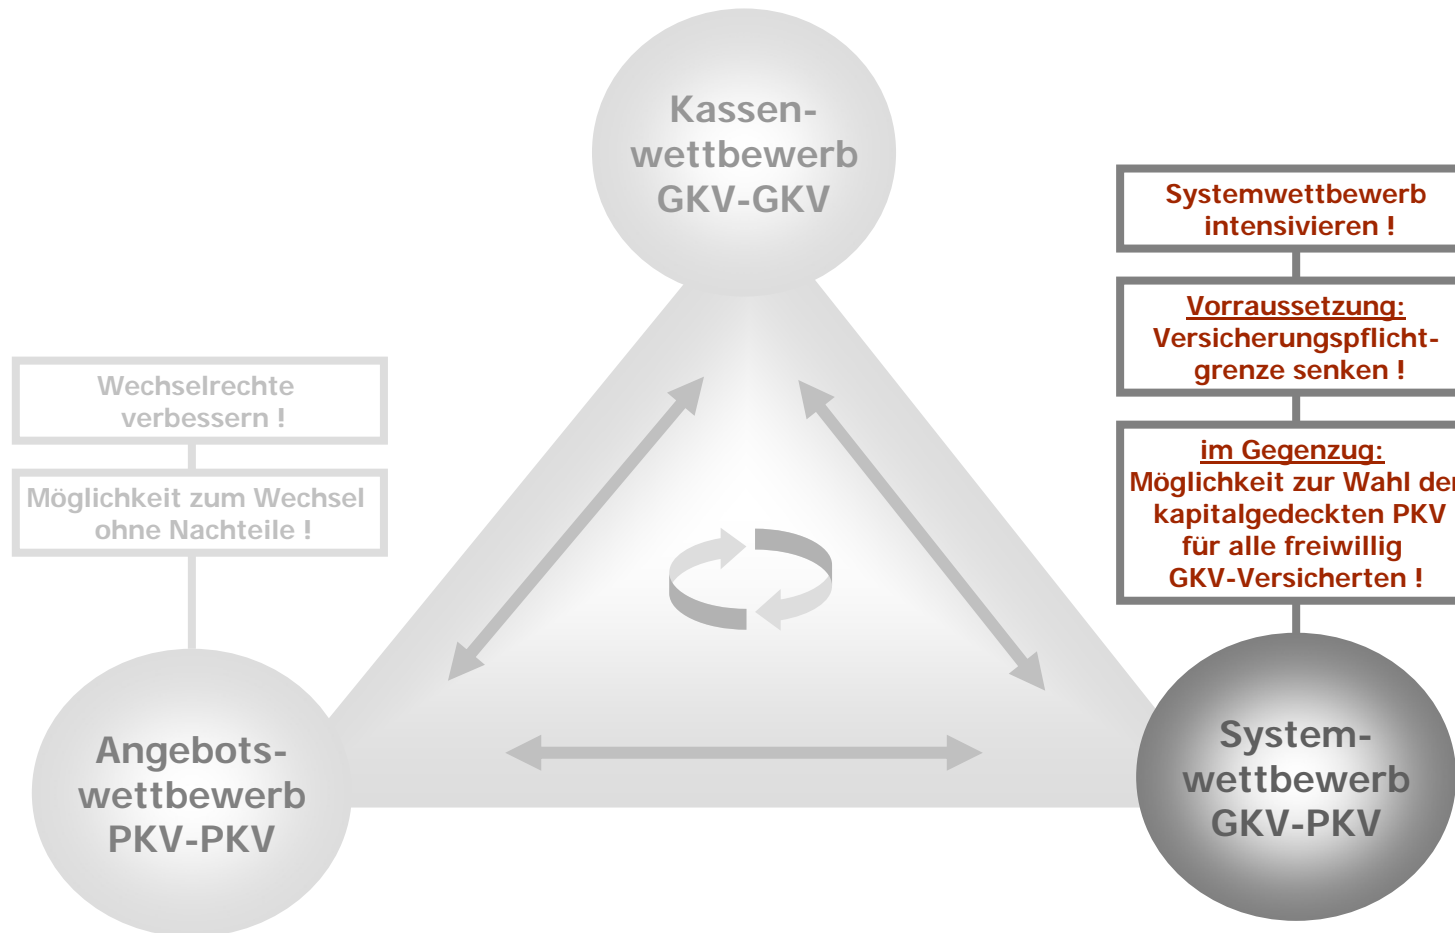 Kassen-
wettbewerb
GKV-GKV
Systemwettbewerb
intensivieren !
Vorraussetzung:
Versicherungspflicht-
grenze senken !
im Gegenzug:
Möglichkeit zur Wahl der
kapitalgedeckten PKV
für alle freiwillig
GKV-Versicherten !
Wechselrechte
verbessern !
Möglichkeit zum Wechsel
ohne Nachteile !
Angebots-
wettbewerb
PKV-PKV
System-
wettbewerb
GKV-PKV